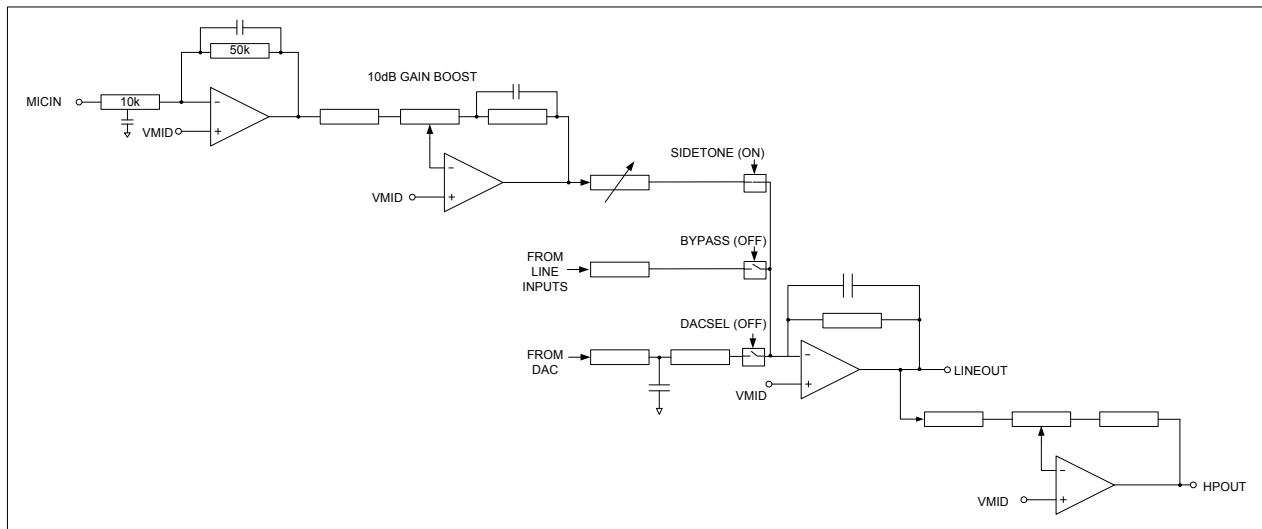 50k
10dB GAIN BOOST
MICIN
10k
-
VMID
+
SIDETONE (ON)
-
VMID
+
BYPASS (OFF)
FROM
LINE
INPUTS
DACSEL (OFF)
FROM
DAC
-
LINEOUT
VMID
+
-
HPOUT
VMID
+